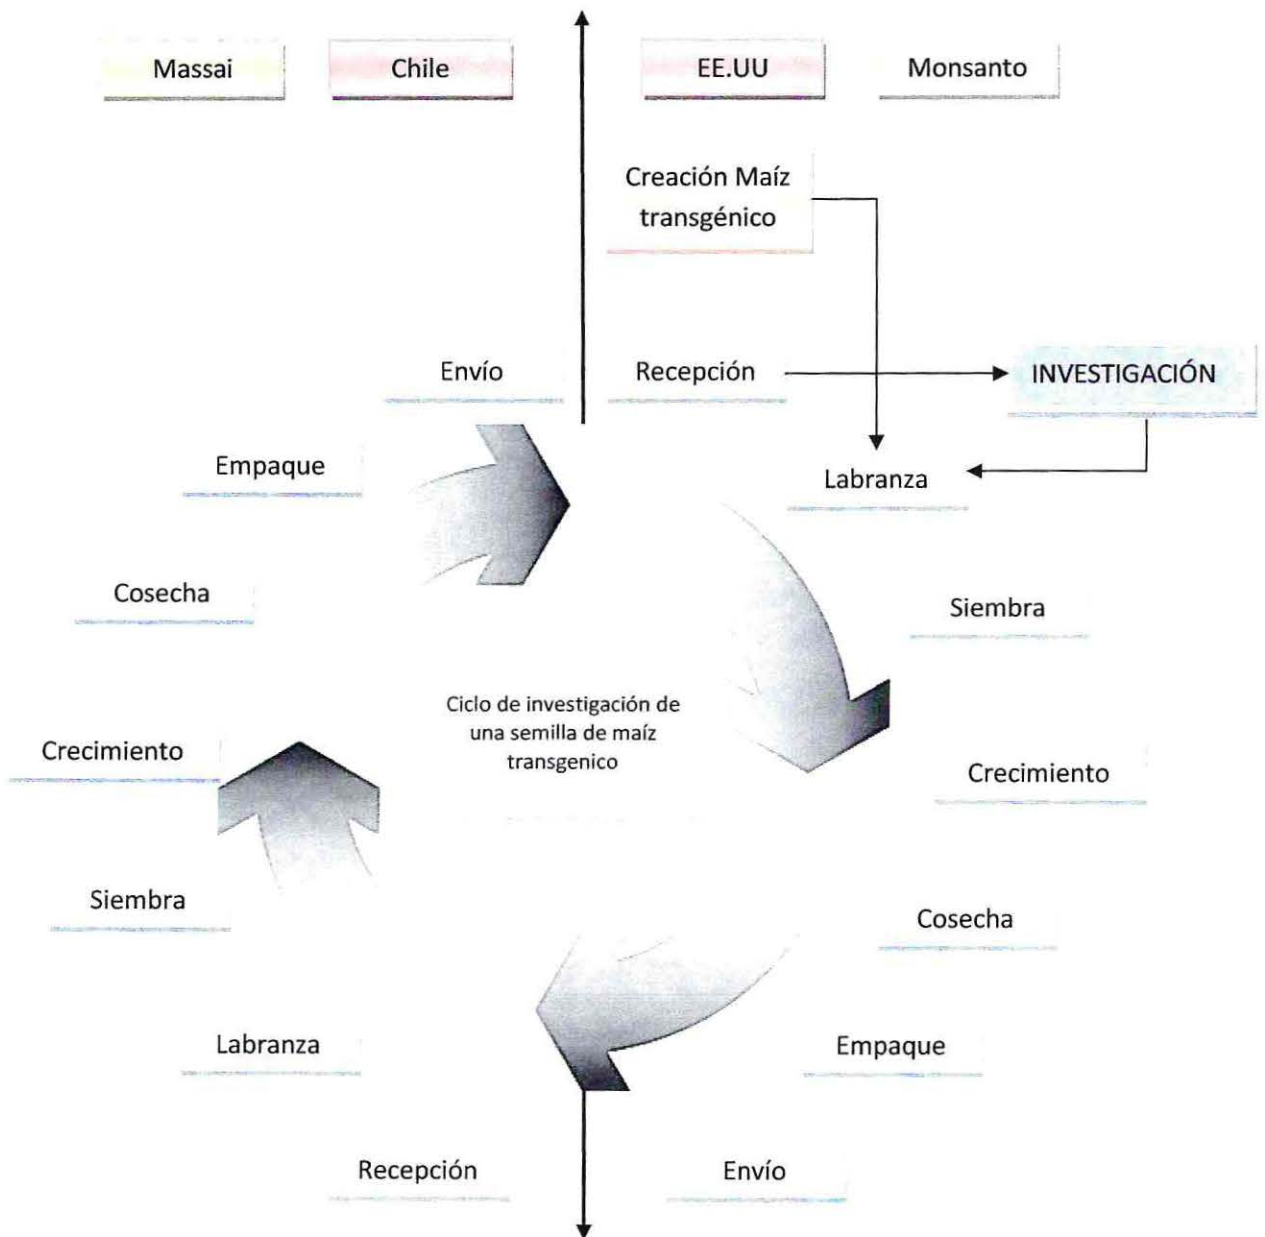 Massai
Chile
EE.UU
Monsanto
Creación Maíz
transgénico
Envío
Recepción
INVESTIGACIÓN
Empaque
Labranza
Cosecha
Siembra
Ciclo de investigación de
una semilla de maíz
transgenico
Crecimiento
Crecimiento
Siembra
Cosecha
Labranza
Empaque
Recepción
Envío